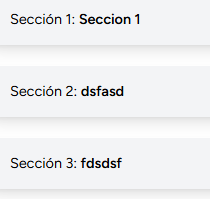 Sección 1: Seccion 1
Sección 2: dsfasd
Sección 3: fdsdsf